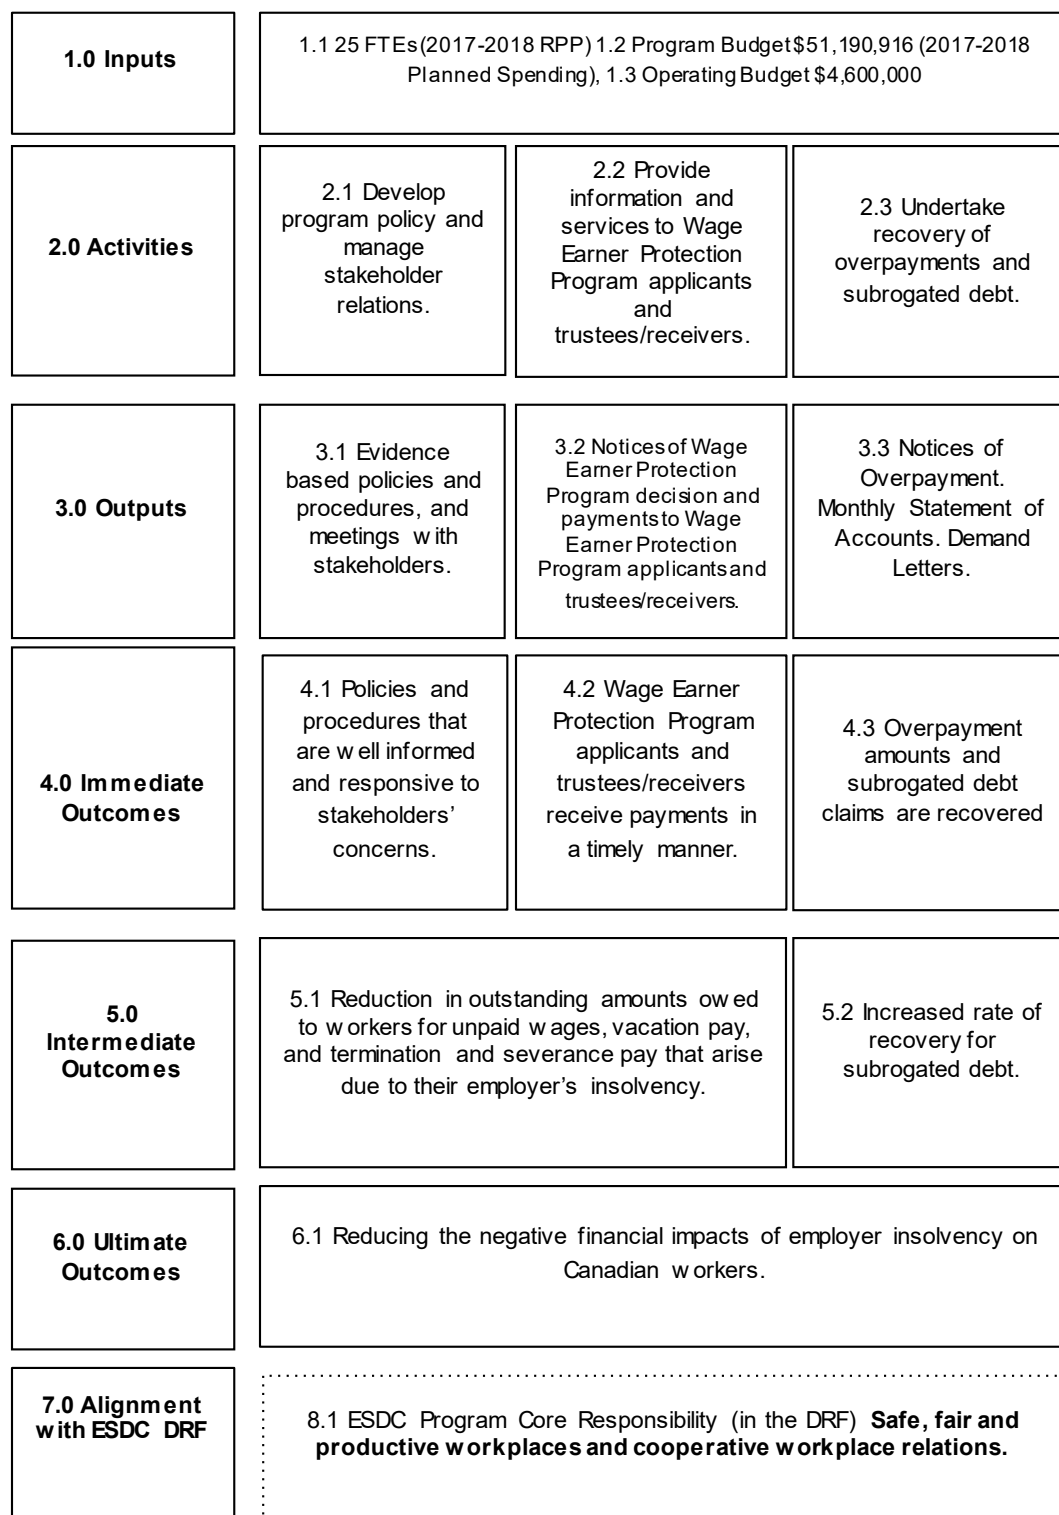 1.0 Inputs
1.1 25 FTEs (2017-2018 RPP) 1.2 Program Budget $51,190,916 (2017-2018
Planned Spending), 1.3 Operating Budget $4,600,000
2.0 Activities
2.1 Develop
program policy and
manage
stakeholder
relations.
2.2 Provide
information and
services to Wage
Earner Protection
Program applicants
and
trustees/receivers.
2.3 Undertake
recovery of
overpayments and
subrogated debt.
3.0 Outputs
3.1 Evidence
based policies and
procedures, and
meetings with
stakeholders.
3.2 Notices of Wage
Earner Protection
Program decision and
payments to Wage
Earner Protection
Program applicants and
trustees/receivers.
3.3 Notices of
Overpayment.
Monthly Statement of
Accounts. Demand
Letters.
4.0 Immediate
Outcomes
4.1 Policies and
procedures that
are well informed
and responsive to
stakeholders’
concerns.
4.2 Wage Earner
Protection Program
applicants and
trustees/receivers
receive payments in
a timely manner.
4.3 Overpayment
amounts and
subrogated debt
claims are recovered
5.0
Intermediate
Outcomes
5.1 Reduction in outstanding amounts owed
to workers for unpaid wages, vacation pay,
and termination and severance pay that arise
due to their employer’s insolvency.
5.2 Increased rate of
recovery for
subrogated debt.
6.0 Ultimate
Outcomes
6.1 Reducing the negative financial impacts of employer insolvency on
Canadian workers.
7.0 Alignment
with ESDC DRF
8.1 ESDC Program Core Responsibility (in the DRF) Safe, fair and
productive workplaces and cooperative workplace relations.